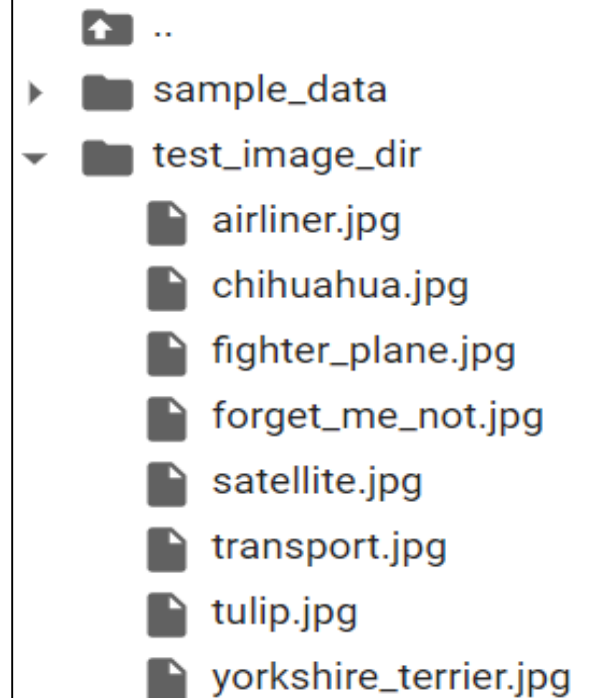 ..
sample_data
test_image_dir
airliner.jpg
chihuahua.jpg
fighter_plane.jpg
forget_me_not.jpg
satellite.jpg
transport.jpg
tulip.jpg
yorkshire_terrier.jpg